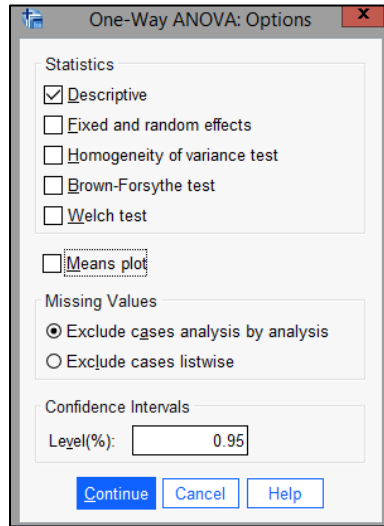 One-Way ANOVA: Options
x
Statistics
Descriptive
Fixed and random effects
Homogeneity of variance test
Brown-Forsythe test
Welch test
Means plot
Missing Values
Exclude cases analysis by analysis
Exclude cases listwise
Confidence Intervals
Level(%): 0.95
Continue Cancel Help